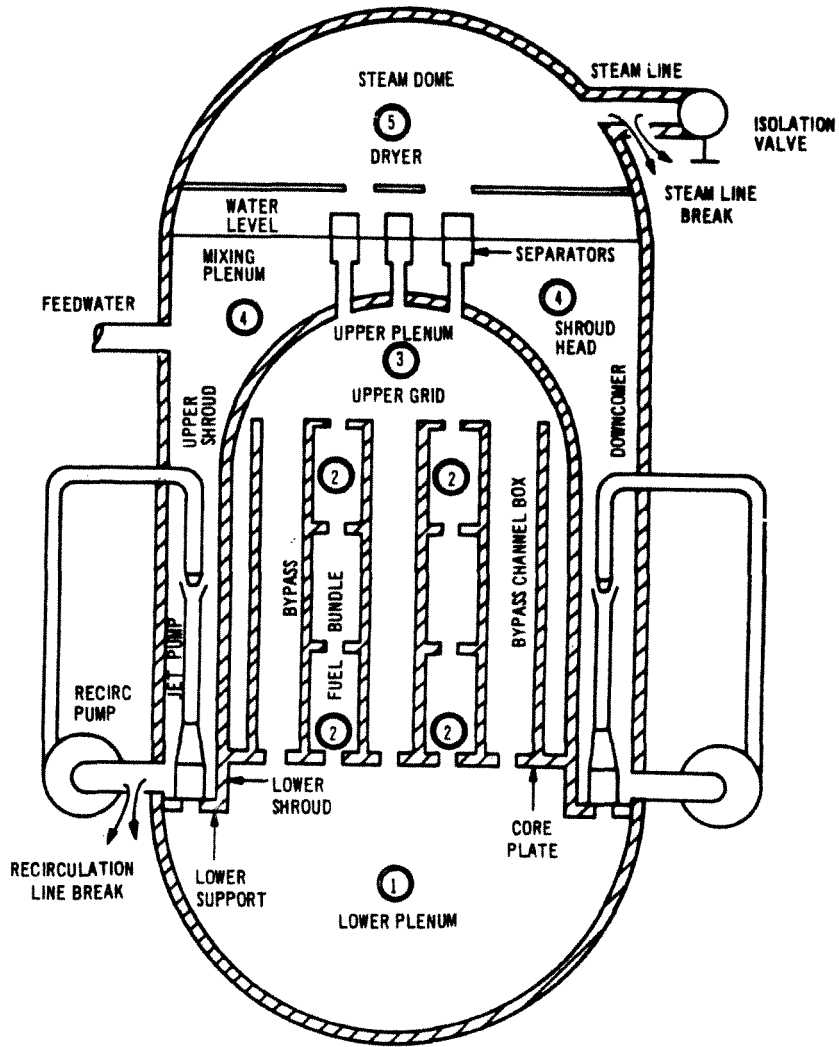 STEAM DOME
STEAM LINE
5
DRYER
ISOLATION
VALVE
STEAM LINE
BREAK
WATER
LEVEL
MIXING
PLENUM
SEPARATORS
FEEDWATER
4
4
SHROUD
HEAD
UPPER PLENUM
3
UPPER GRID
UPPER
SHROUD
DOWNCOMER
2
2
BYPASS
FUEL BUNDLE
BYPASS CHANNEL BOX
JET PUMP
RECIRC
PUMP
2
2
LOWER
SHROUD
CORE
PLATE
RECIRCULATION
LINE BREAK
LOWER
SUPPORT
1
LOWER PLENUM